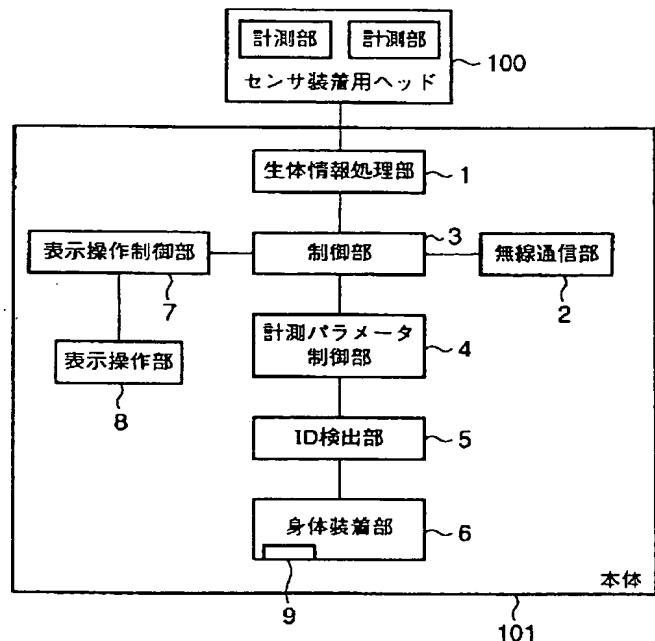 計測部 計測部
センサ装着用ヘッド
100
生体情報処理部
1
表示操作制御部
7
制御部
3
無線通信部
2
計測パラメータ
制御部
4
表示操作部
8
ID検出部
5
身体装着部
6
9
本体
101